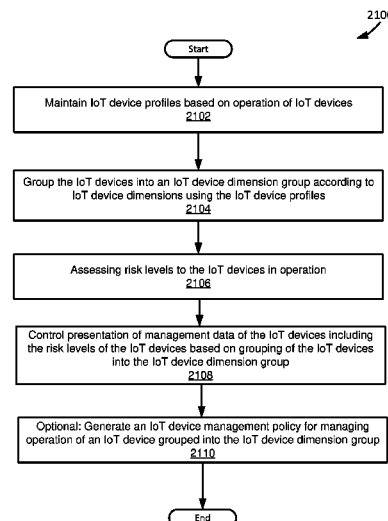 2100
Start
Maintain IoT device profiles based on operation of IoT devices
2102
Group the IoT devices into an IoT device dimension group according to
IoT device dimensions using the IoT device profiles
2104
Assessing risk levels to the IoT devices in operation
2106
Control presentation of management data of the IoT devices including
the risk levels of the IoT devices based on grouping of the IoT devices
into the IoT device dimension group
2108
Optional: Generate an IoT device management policy for managing
operation of an IoT device grouped into the IoT device dimension group
2110
End